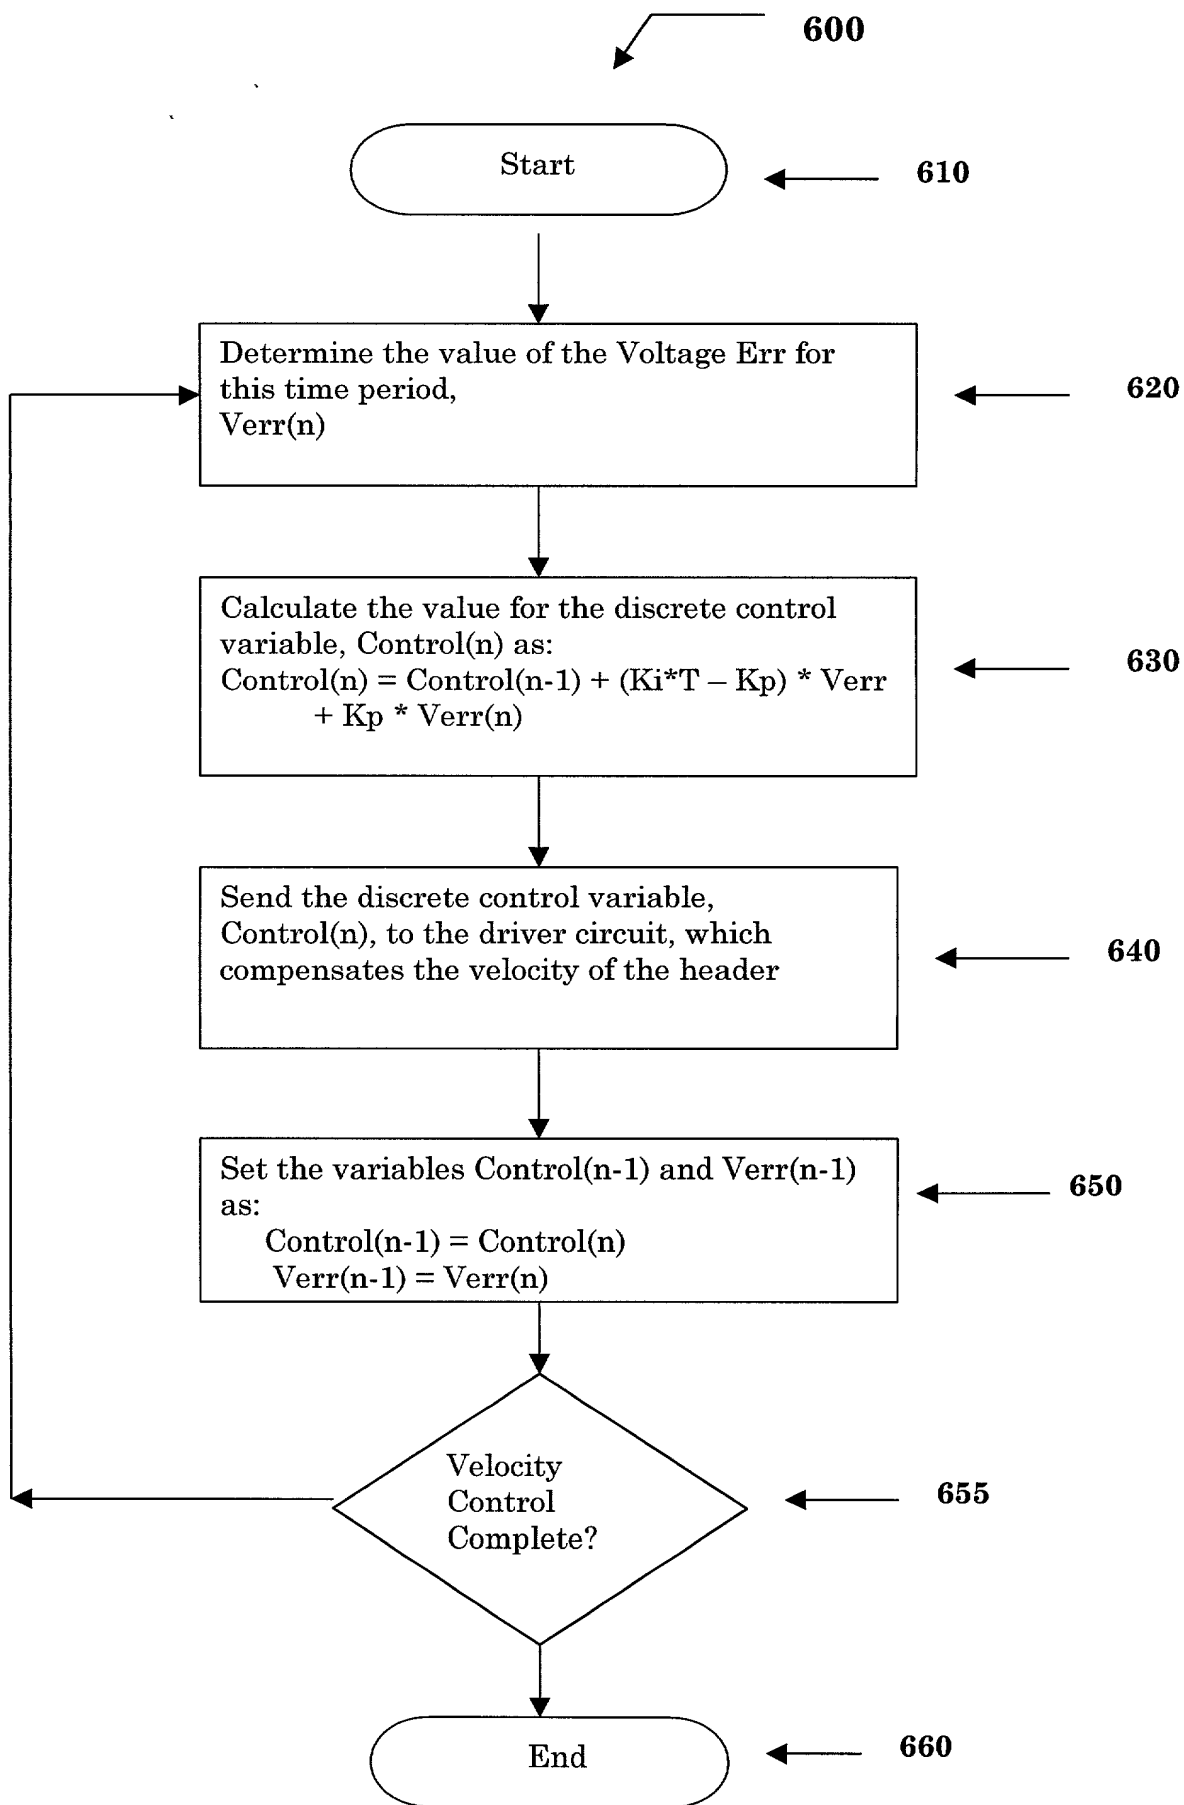 600
Start
610
Determine the value of the Voltage Err for
this time period,
Verr(n)
620
Calculate the value for the discrete control
variable, Control(n) as:
Control(n) = Control(n-1) + (Ki*T – Kp) * Verr
+ Kp * Verr(n)
630
Send the discrete control variable,
Control(n), to the driver circuit, which
compensates the velocity of the header
640
Set the variables Control(n-1) and Verr(n-1)
as:
Control(n-1) = Control(n)
Verr(n-1) = Verr(n)
650
Velocity
Control
Complete?
655
End
660